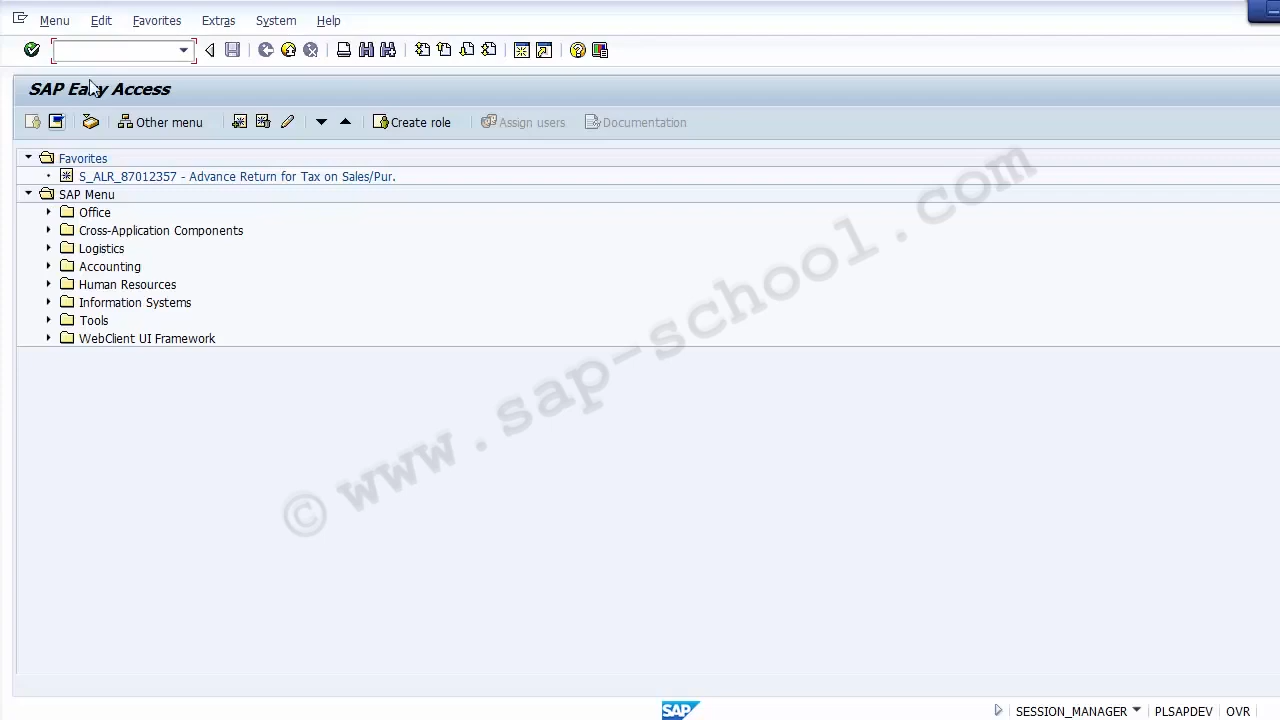 Menu Edit Favorites Extras System Help
SAP Easy Access
Other menu Create role Assign users Documentation
Favorites
S_ALR_87012357 - Advance Return for Tax on Sales/Pur.
SAP Menu
Office
Cross-Application Components
Logistics
Accounting
Human Resources
Information Systems
Tools
WebClient UI Framework
© www.sap-school.com
SAP SESSION_MANAGER PLSAPDEV OVR